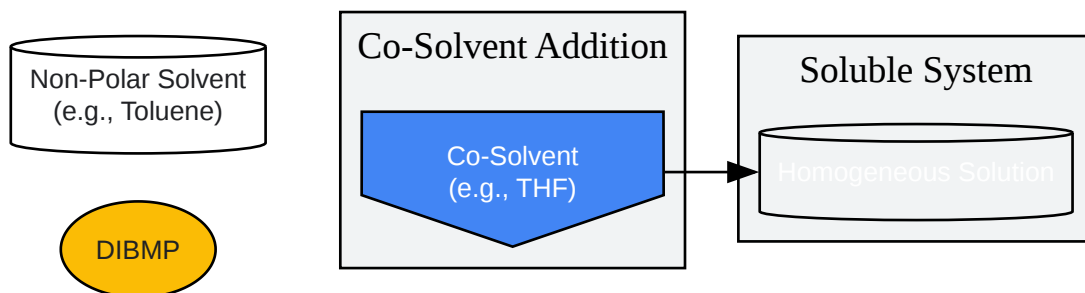 Non-Polar Solvent
(e.g., Toluene)
DIBMP
Co-Solvent Addition
Co-Solvent
(e.g., THF)
Soluble System
Homogeneous Solution